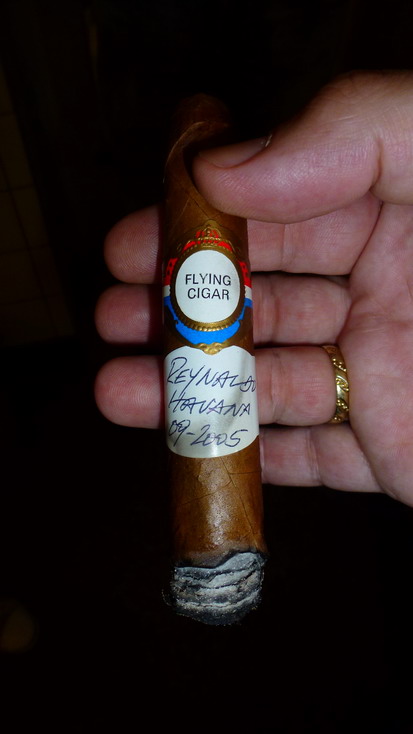 FLYING
CIGAR
REYNALDO
HAVANA
09-2005